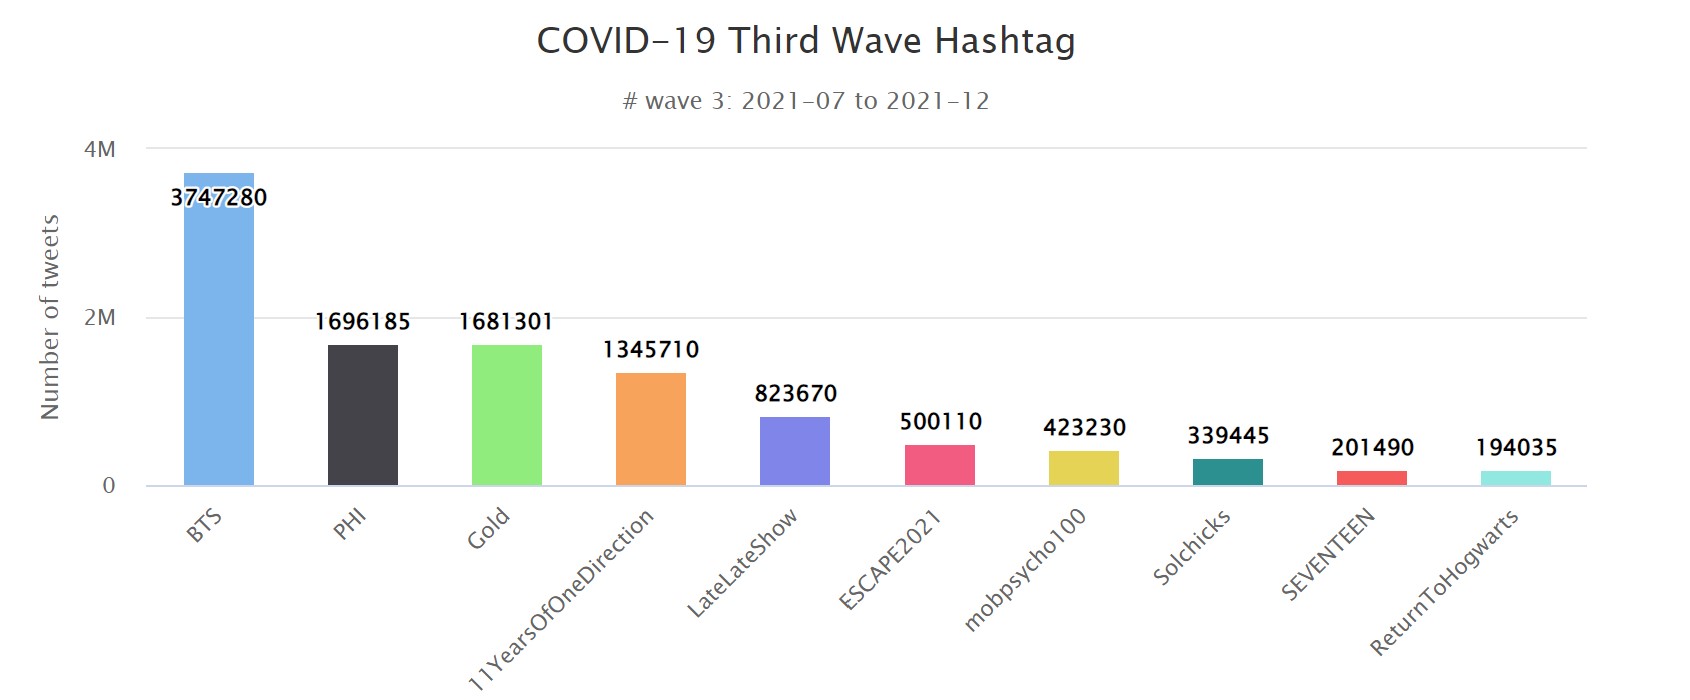 COVID-19 Third Wave Hashtag
# wave 3: 2021-07 to 2021-12
Number of tweets
4M
2M
0
3747280
1696185
1681301
1345710
823670
500110
423230
339445
201490
194035
BTS
PHI
Gold
11YearsOfOneDirection
LateLateShow
ESCAPE2021
mobpsycho100
Solchicks
SEVENTEEN
ReturnToHogwarts